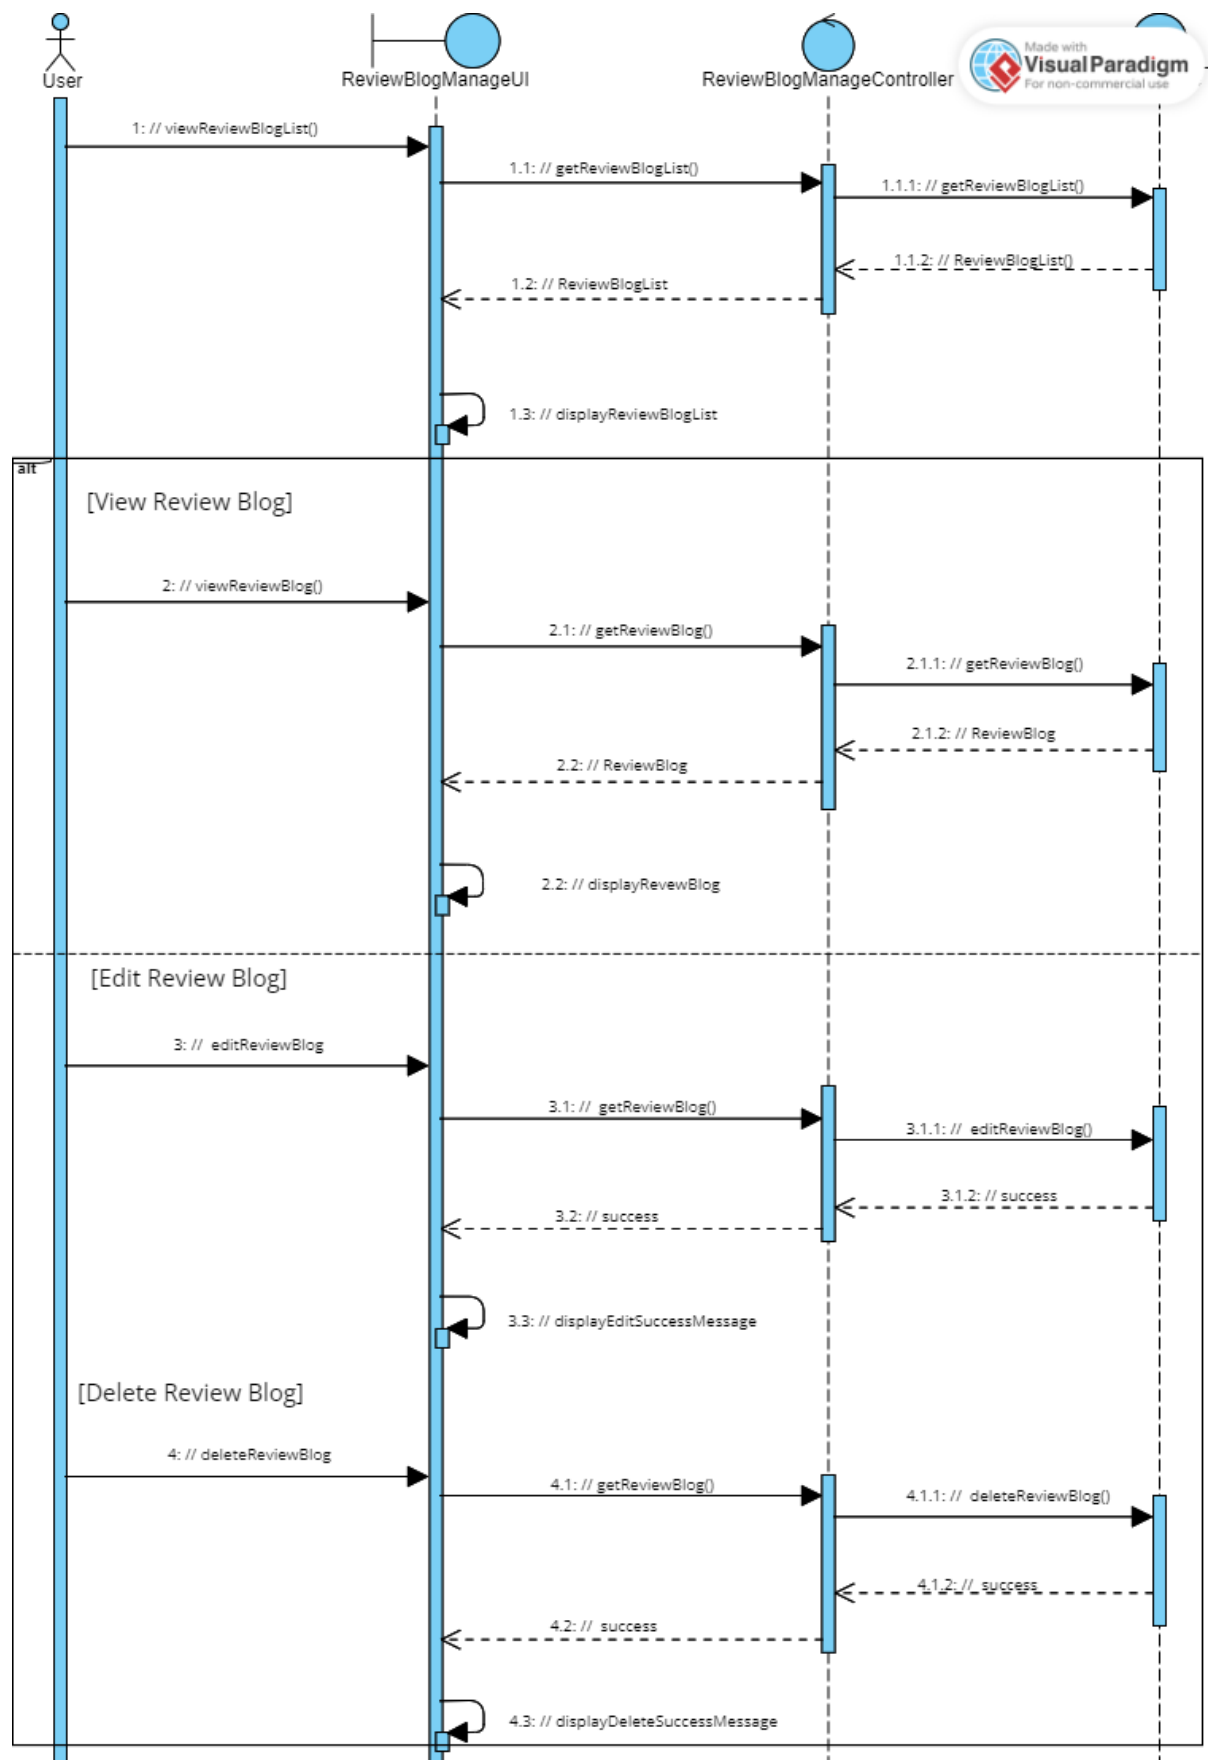 Made with
Visual Paradigm
For non-commercial use
User
ReviewBlogManageUI
ReviewBlogManageController
1: // viewReviewBlogList()
1.1: // getReviewBlogList()
1.1.1: // getReviewBlogList()
1.1.2: // ReviewBlogList()
1.2: // ReviewBlogList
1.3: // displayReviewBlogList
alt
[View Review Blog]
2: // viewReviewBlog()
2.1: // getReviewBlog()
2.1.1: // getReviewBlog()
2.1.2: // ReviewBlog
2.2: // ReviewBlog
2.2: // displayRevewBlog
[Edit Review Blog]
3: // editReviewBlog
3.1: // getReviewBlog()
3.1.1: // editReviewBlog()
3.1.2: // success
3.2: // success
3.3: // displayEditSuccessMessage
[Delete Review Blog]
4: // deleteReviewBlog
4.1: // getReviewBlog()
4.1.1: // deleteReviewBlog()
4.1.2: // success
4.2: // success
4.3: // displayDeleteSuccessMessage